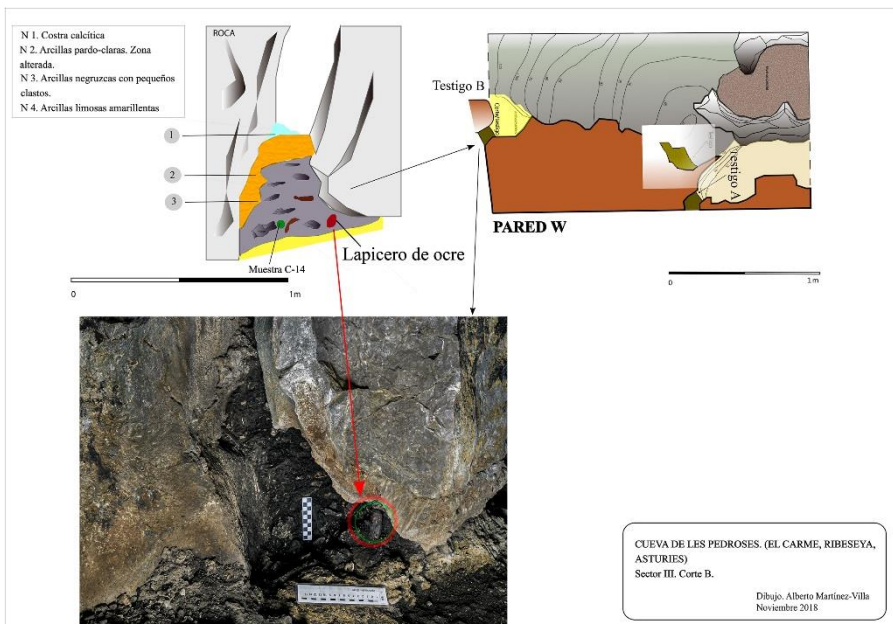 N 1. Costra calcítica
N 2. Arcillas pardo-claras. Zona
alterada.
N 3. Arcillas negruzcas con pequeños
clastos.
N 4. Arcillas limosas amarillentas
ROCA
1
2
3
Muestra C-14
Lapicero de ocre
0
1m
Testigo B
Testigo A
PARED W
0
1m
CUEVA DE LES PEDROSES. (EL CARME, RIBESEYA,
ASTURIES)
Sector III. Corte B.
Dibujo. Alberto Martínez-Villa
Noviembre 2018